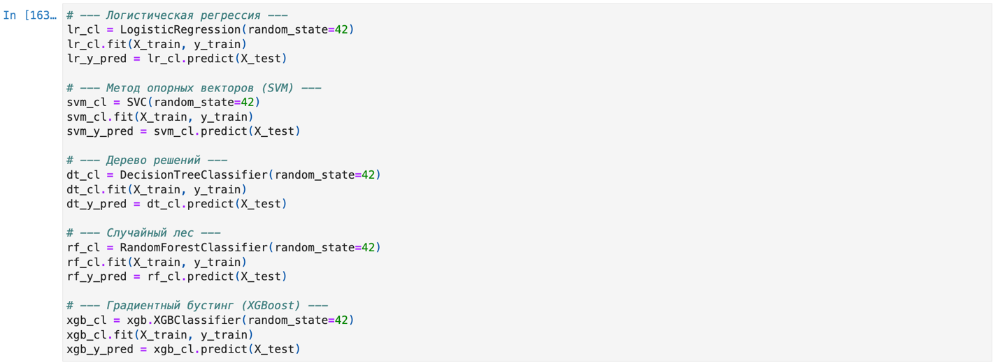 In [163…
# --- Логистическая регрессия ---
lr_cl = LogisticRegression(random_state=42)
lr_cl.fit(X_train, y_train)
lr_y_pred = lr_cl.predict(X_test)
# --- Метод опорных векторов (SVM) ---
svm_cl = SVC(random_state=42)
svm_cl.fit(X_train, y_train)
svm_y_pred = svm_cl.predict(X_test)
# --- Дерево решений ---
dt_cl = DecisionTreeClassifier(random_state=42)
dt_cl.fit(X_train, y_train)
dt_y_pred = dt_cl.predict(X_test)
# --- Случайный лес ---
rf_cl = RandomForestClassifier(random_state=42)
rf_cl.fit(X_train, y_train)
rf_y_pred = rf_cl.predict(X_test)
# --- Градиентный бустинг (XGBoost) ---
xgb_cl = xgb.XGBClassifier(random_state=42)
xgb_cl.fit(X_train, y_train)
xgb_y_pred = xgb_cl.predict(X_test)